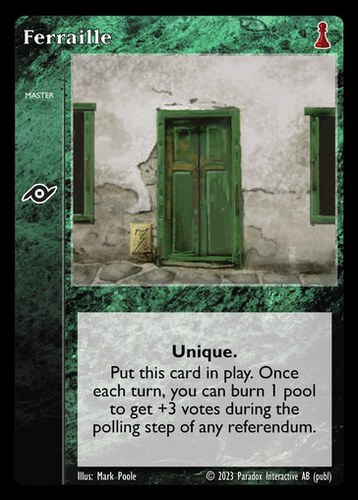 Ferraille
MASTER
Unique.
Put this card in play. Once
each turn, you can burn 1 pool
to get +3 votes during the
polling step of any referendum.
Illus: Mark Poole © 2023 Paradox Interactive AB (publ)